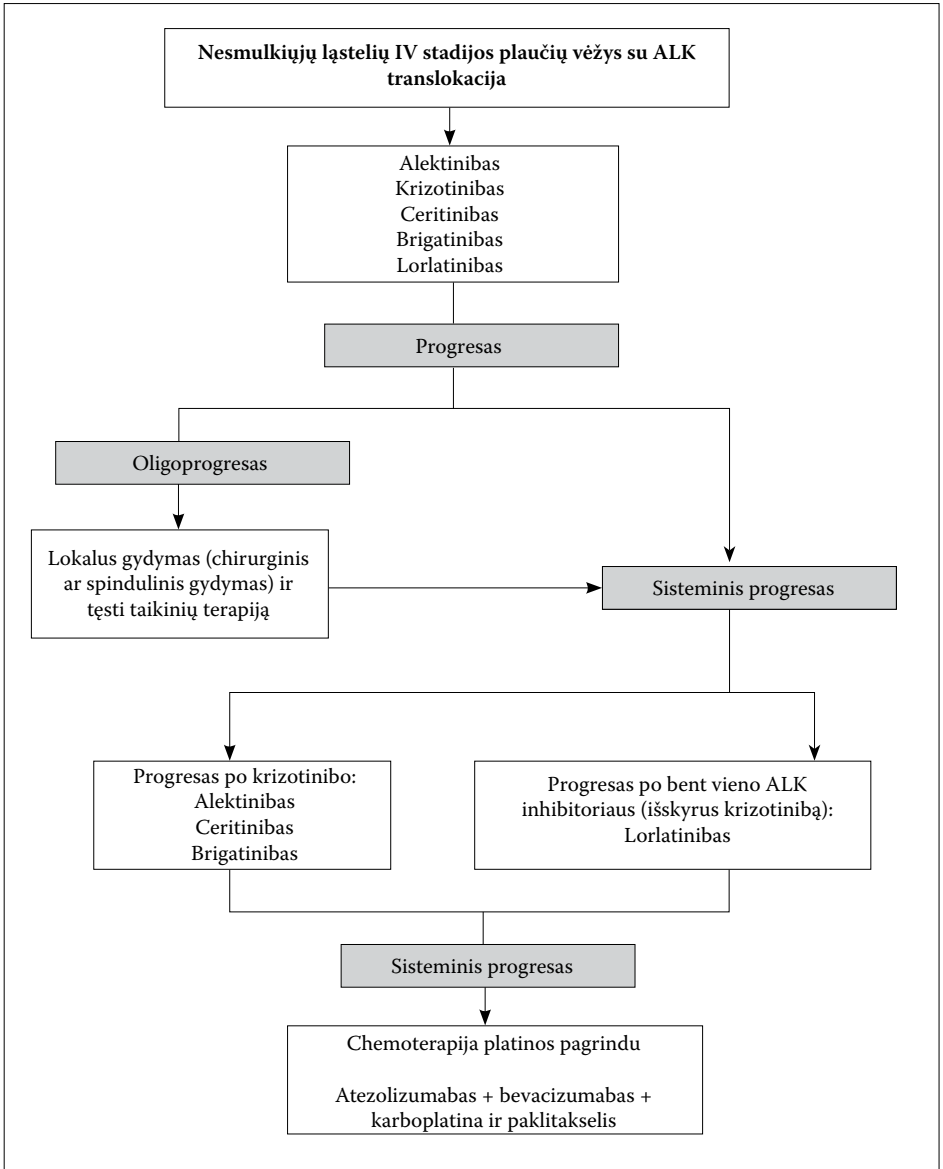 Nesmulkiųjų ląstelių IV stadijos plaučių vėžys su ALK
translokacija
Alektinibas
Krizotinibas
Ceritinibas
Brigatinibas
Lorlatinibas
Progresas
Oligoprogresas
Lokalus gydymas (chirurginis
ar spindulinis gydymas) ir
tęsti taikinių terapiją
Sisteminis progresas
Progresas po krizotinibo:
Alektinibas
Ceritinibas
Brigatinibas
Progresas po bent vieno ALK
inhibitoriaus (išskyrus krizotinibą):
Lorlatinibas
Sisteminis progresas
Chemoterapija platinos pagrindu
Atezolizumabas + bevacizumabas +
karboplatina ir paklitakselis